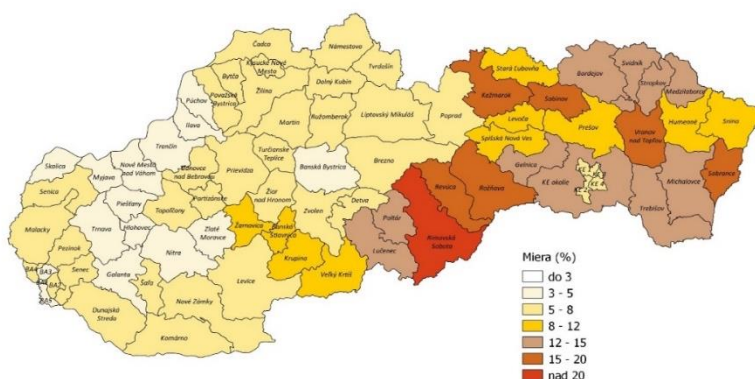 Čadca
Námestovo
Kysucké Nové
Mesto
Tvrdošín
Bytča
Považská
Bystrica
Žilina
Dolný Kubín
Púchov
Ilava
Martin
Ružomberok
Liptovský Mikuláš
Poprad
Trenčín
Skalica
Myjava
Nové Mesto
nad Váhom
Bánovce
nad Bebravou
Prievidza
Turčianske
Teplice
Banská Bystrica
Brezno
Senica
Piešťany
Topoľčany
Partizánske
Žiar
nad Hronom
Zvolen
Detva
Malacky
Pezinok
Trnava
Hlohovec
Nitra
Zlaté
Moravce
Žarnovica
Banská
Štiavnica
Krupina
Veľký Krtíš
Lučenec
Poltár
Rimavská
Sobota
Revúca
Rožňava
BA4
BA3
Senec
Galanta
Šaľa
Levice
Nové Zámky
Dunajská
Streda
Komárno
Stará Ľubovňa
Kežmarok
Sabinov
Levoča
Spišská Nová Ves
Prešov
Bardejov
Svidník
Stropkov
Medzilaborce
Humenné
Snina
Vranov
nad Topľou
Sobrance
Michalovce
Trebišov
Gelnica
KE okolie
Miera (%)
do 3
3 - 5
5 - 8
8 - 12
12 - 15
15 - 20
nad 20